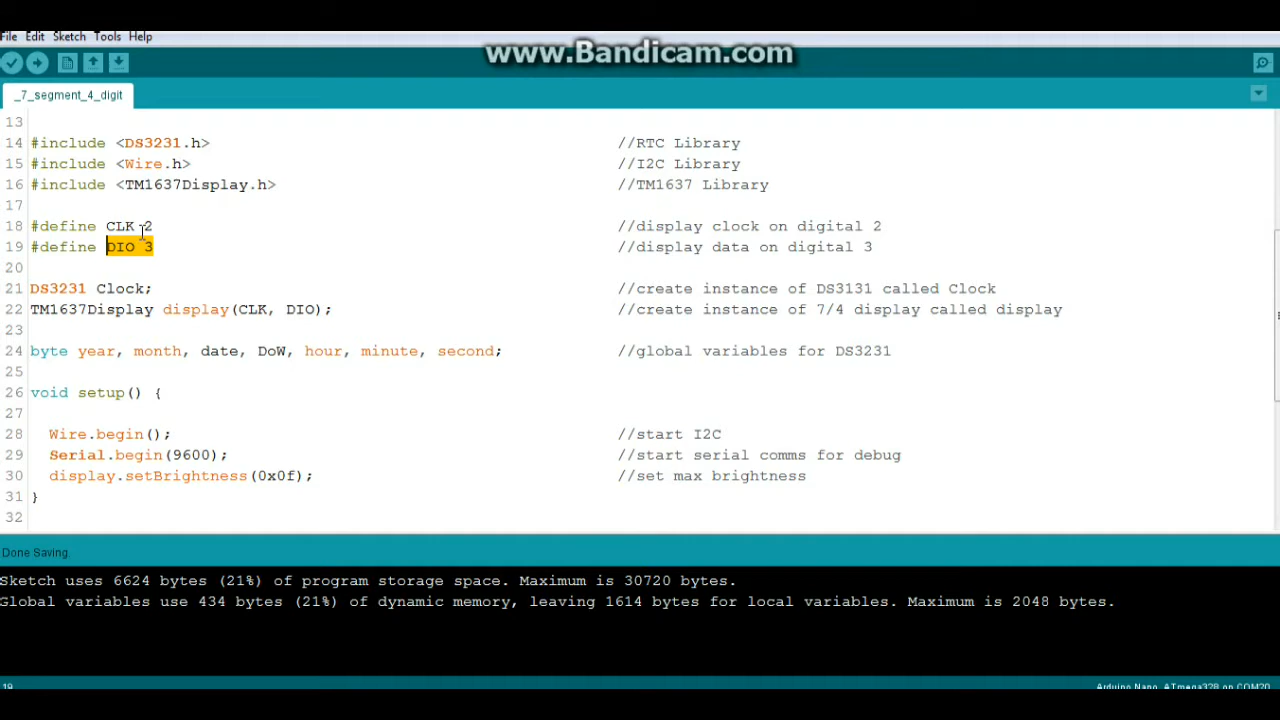 File Edit Sketch Tools Help
www.Bandicam.com
_7_segment_4_digit
13
14 #include <DS3231.h> //RTC Library
15 #include <Wire.h> //I2C Library
16 #include <TM1637Display.h> //TM1637 Library
17
18 #define CLK 2 //display clock on digital 2
19 #define DIO 3 //display data on digital 3
20
21 DS3231 Clock; //create instance of DS3131 called Clock
22 TM1637Display display(CLK, DIO); //create instance of 7/4 display called display
23
24 byte year, month, date, DoW, hour, minute, second; //global variables for DS3231
25
26 void setup() {
27
28 Wire.begin(); //start I2C
29 Serial.begin(9600); //start serial comms for debug
30 display.setBrightness(0x0f); //set max brightness
31 }
32
Done Saving.
Sketch uses 6624 bytes (21%) of program storage space. Maximum is 30720 bytes.
Global variables use 434 bytes (21%) of dynamic memory, leaving 1614 bytes for local variables. Maximum is 2048 bytes.
19 Arduino Nano, ATmega328 on COM20